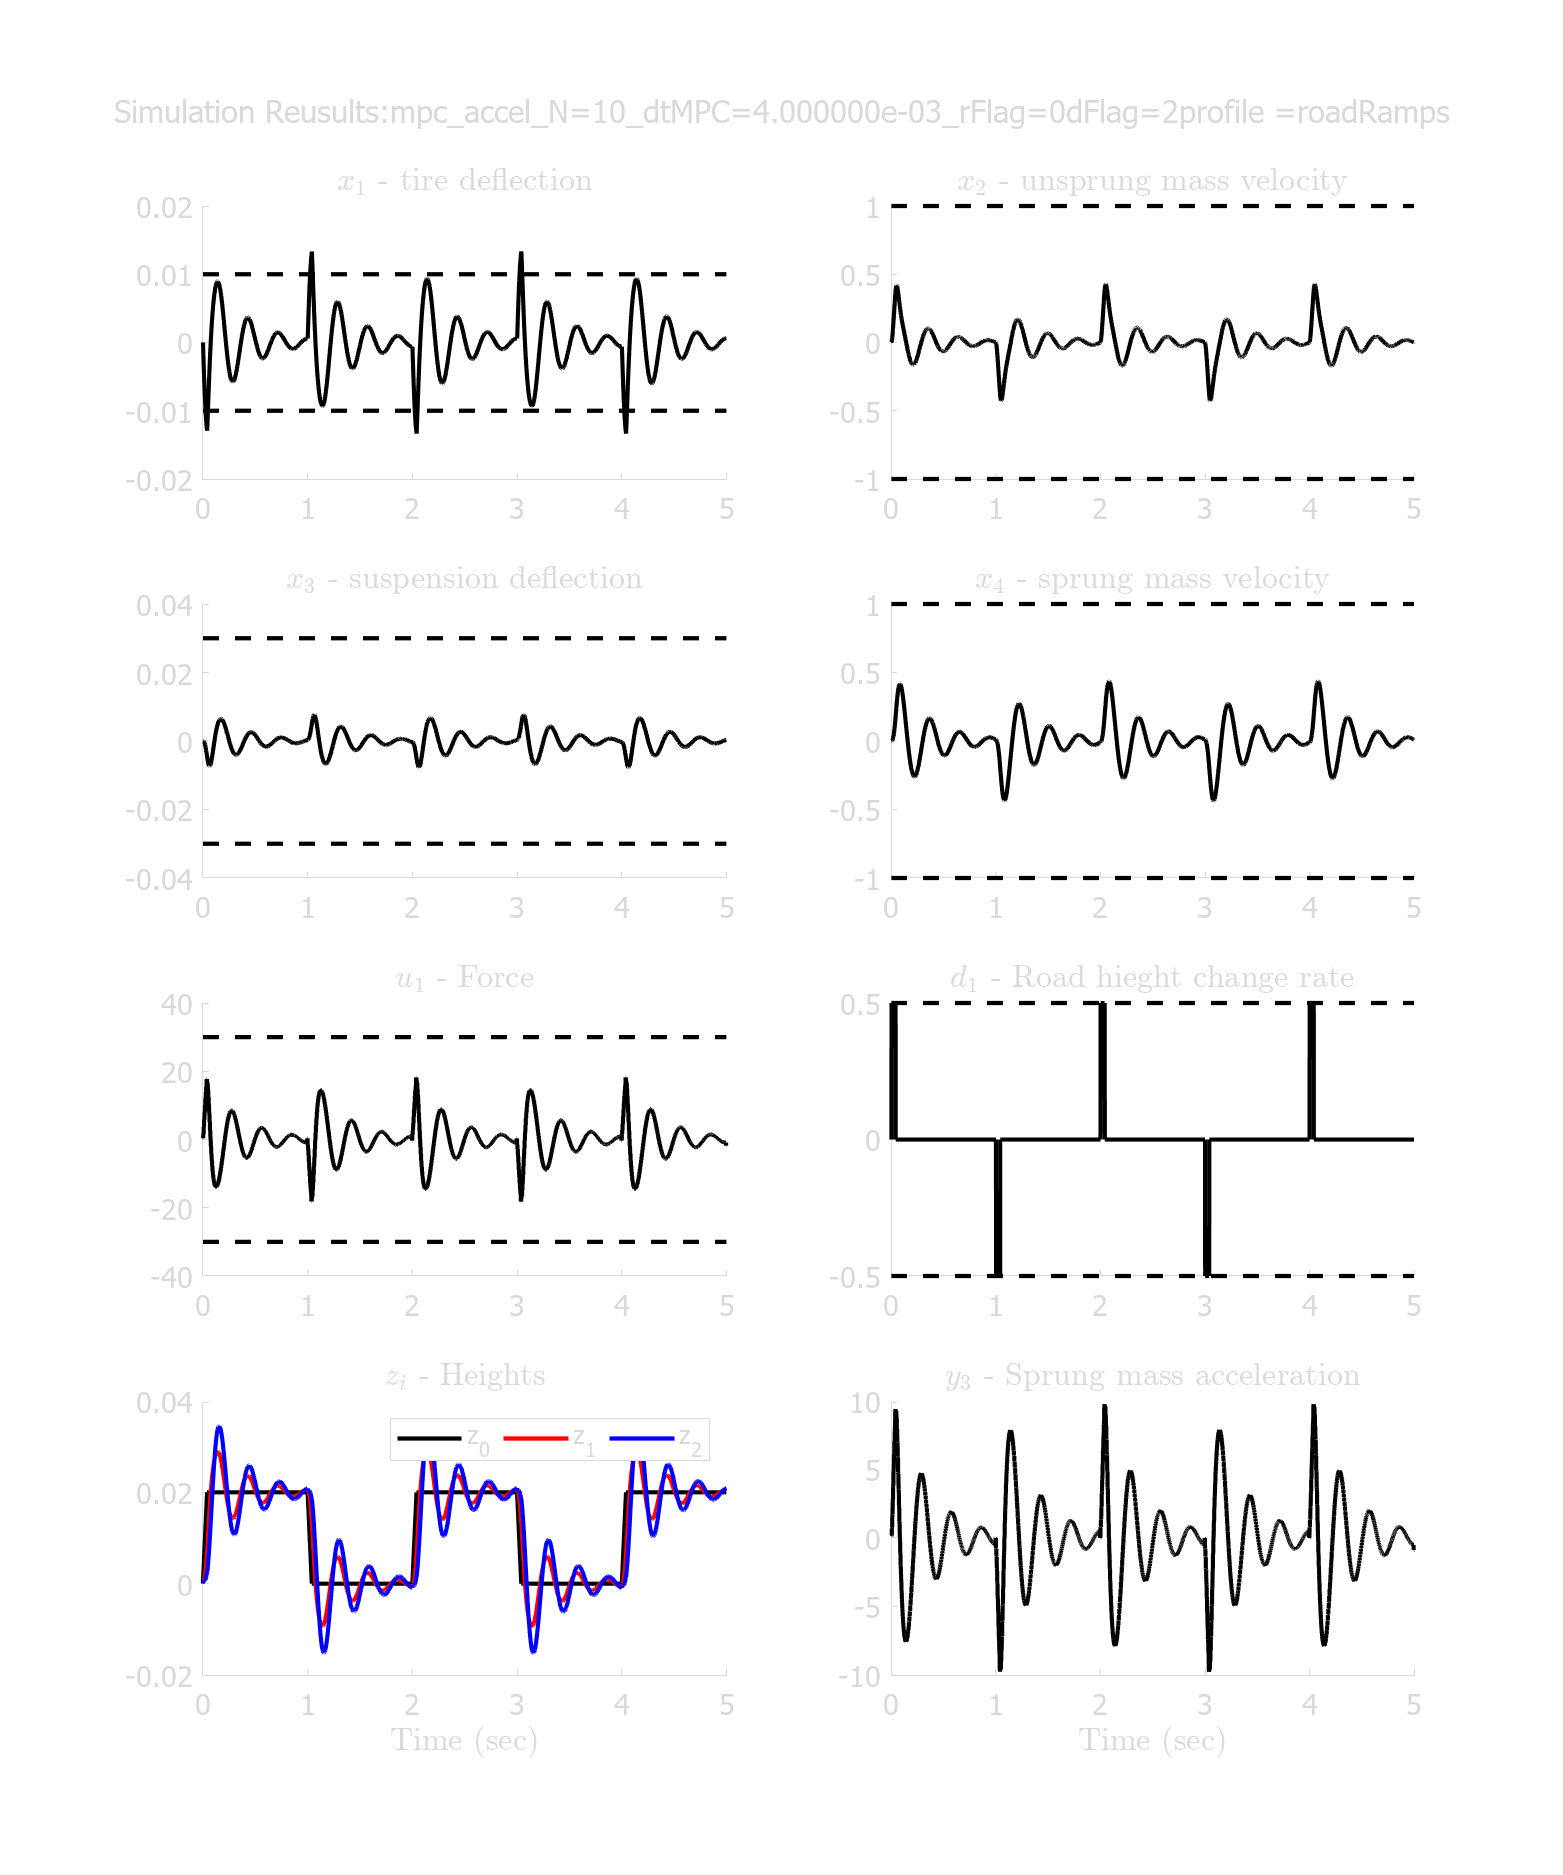 Simulation Reusults:mpc_accel_N=10_dtMPC=4.000000e-03_rFlag=0dFlag=2profile =roadRamps
x1 - tire deflection
0.02
0.01
0
-0.01
-0.02
0 1 2 3 4 5
x2 - unsprung mass velocity
1
0.5
0
-0.5
-1
0 1 2 3 4 5
x3 - suspension deflection
0.04
0.02
0
-0.02
-0.04
0 1 2 3 4 5
x4 - sprung mass velocity
1
0.5
0
-0.5
-1
0 1 2 3 4 5
u1 - Force
40
20
0
-20
-40
0 1 2 3 4 5
d1 - Road hieght change rate
0.5
0
-0.5
0 1 2 3 4 5
zi - Heights
0.04
0.02
0
-0.02
z0 z1 z2
0 1 2 3 4 5
Time (sec)
y3 - Sprung mass acceleration
10
5
0
-5
-10
0 1 2 3 4 5
Time (sec)